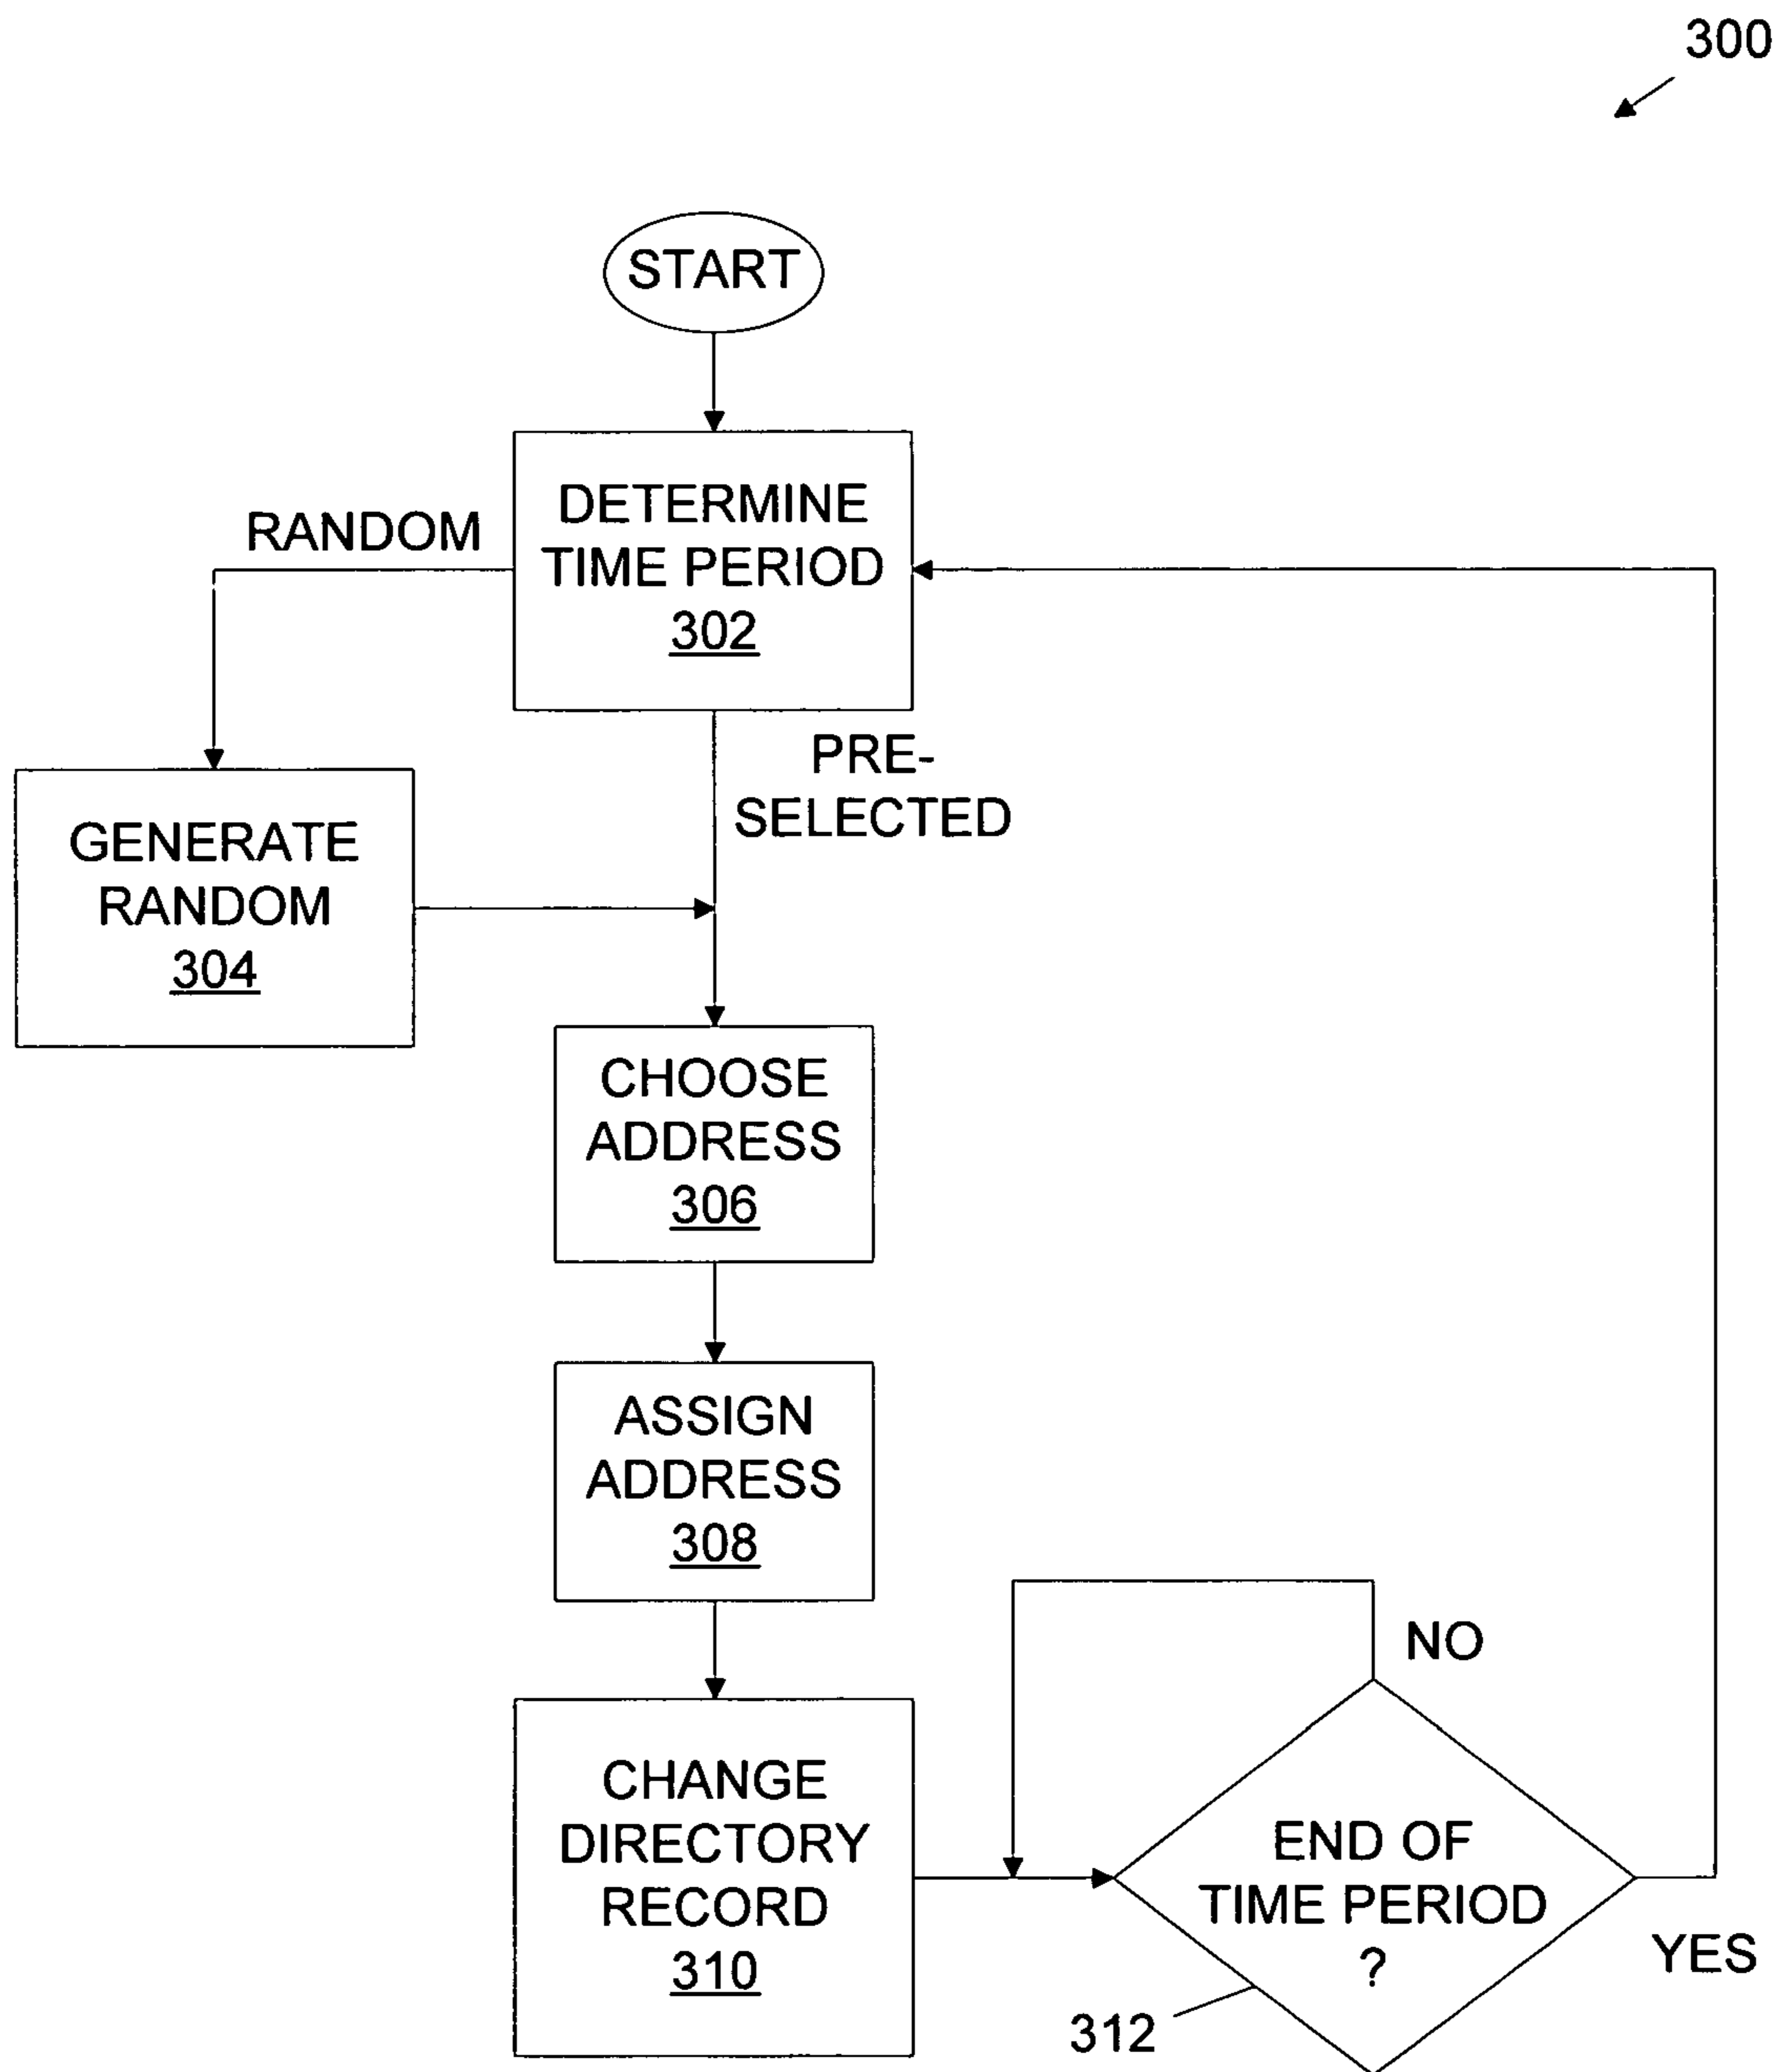 300
START
DETERMINE
TIME PERIOD
302
RANDOM
PRE-
SELECTED
GENERATE
RANDOM
304
CHOOSE
ADDRESS
306
ASSIGN
ADDRESS
308
CHANGE
DIRECTORY
RECORD
310
NO
END OF
TIME PERIOD
?
YES
312